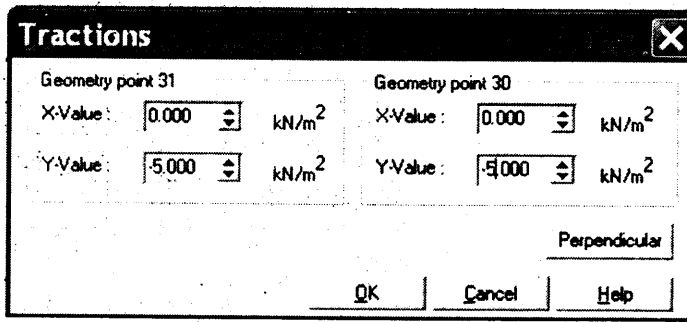 Tractions
Geometry point 31
X-Value : 0.000 kN/m²
Y-Value : -5.000 kN/m²
Geometry point 30
X-Value : 0.000 kN/m²
Y-Value : -5.000 kN/m²
Perpendicular
OK Cancel Help